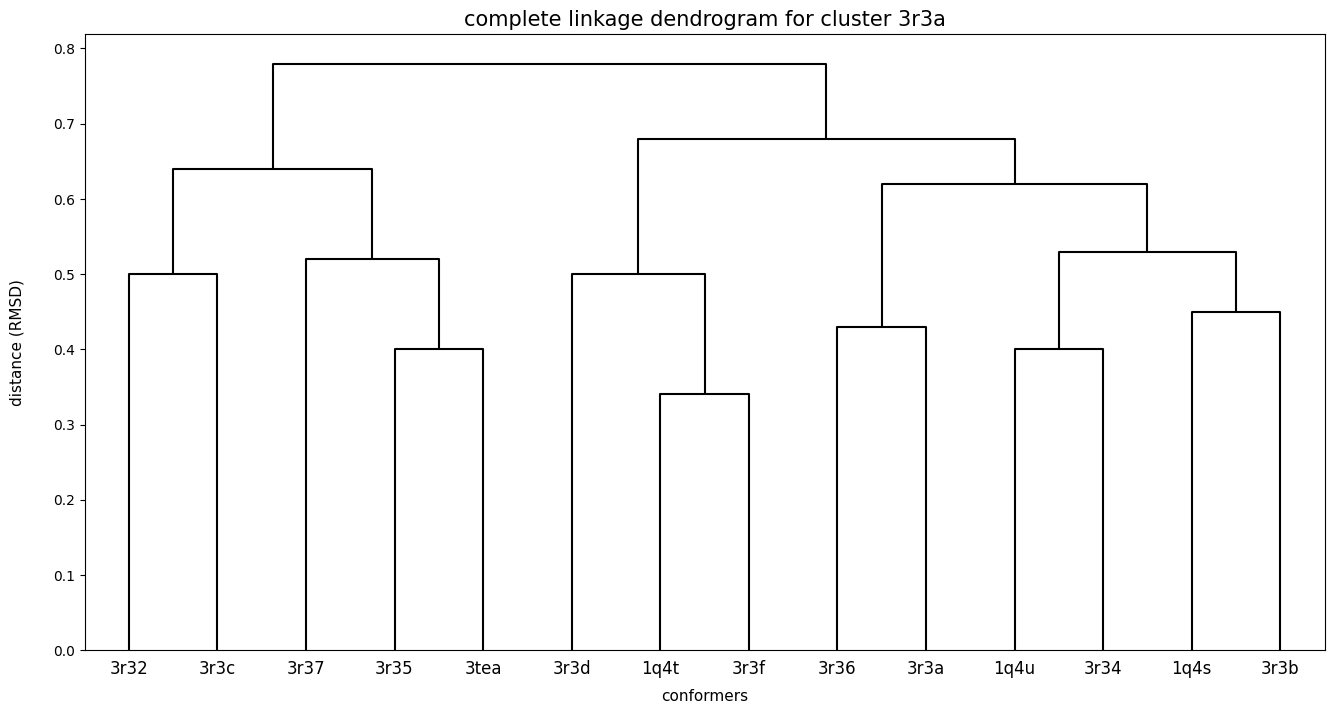 complete linkage dendrogram for cluster 3r3a
0.8
0.7
0.6
0.5
0.4
0.3
0.2
0.1
0.0
distance (RMSD)
3r32 3r3c 3r37 3r35 3tea 3r3d 1q4t 3r3f 3r36 3r3a 1q4u 3r34 1q4s 3r3b
conformers